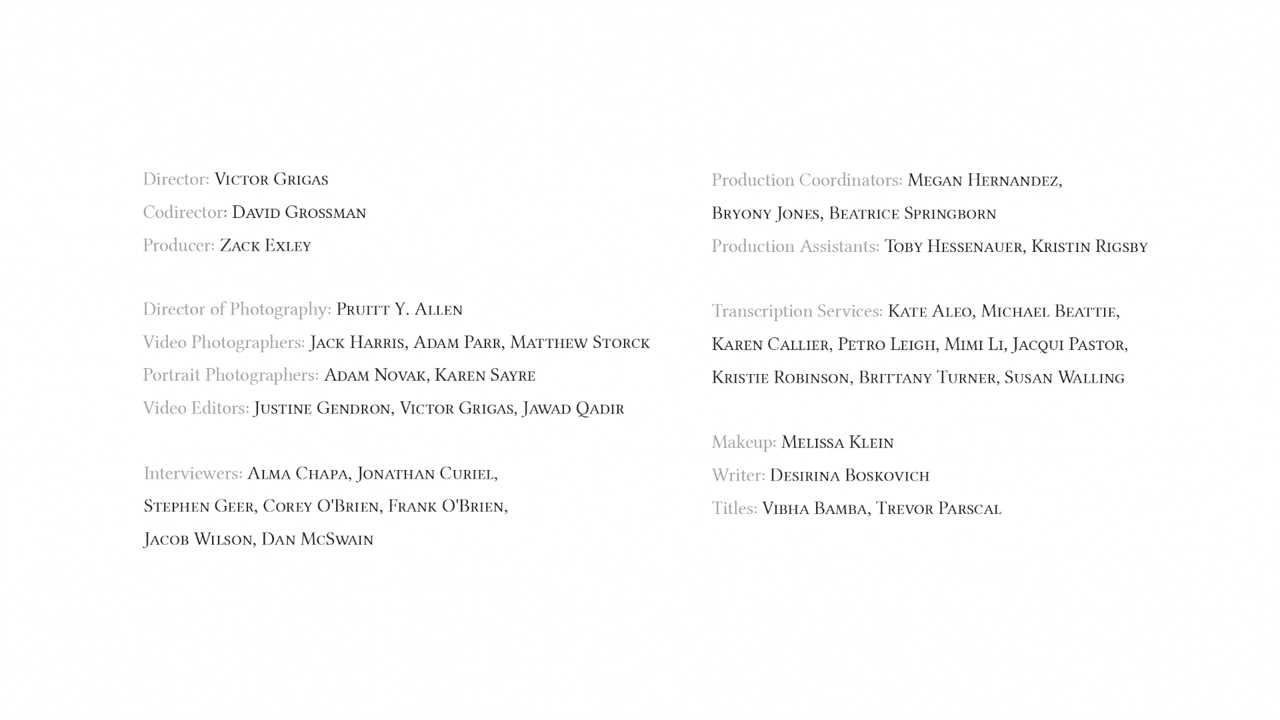 Director: Victor Grigas
Codirector: David Grossman
Producer: Zack Exley
Director of Photography: Pruitt Y. Allen
Video Photographers: Jack Harris, Adam Parr, Matthew Storck
Portrait Photographers: Adam Novak, Karen Sayre
Video Editors: Justine Gendron, Victor Grigas, Jawad Qadir
Interviewers: Alma Chapa, Jonathan Curiel,
Stephen Geer, Corey O'Brien, Frank O'Brien,
Jacob Wilson, Dan McSwain
Production Coordinators: Megan Hernandez,
Bryony Jones, Beatrice Springborn
Production Assistants: Toby Hessenauer, Kristin Rigsby
Transcription Services: Kate Aleo, Michael Beattie,
Karen Callier, Petro Leigh, Mimi Li, Jacqui Pastor,
Kristie Robinson, Brittany Turner, Susan Walling
Makeup: Melissa Klein
Writer: Desirina Boskovich
Titles: Vibha Bamba, Trevor Parscal